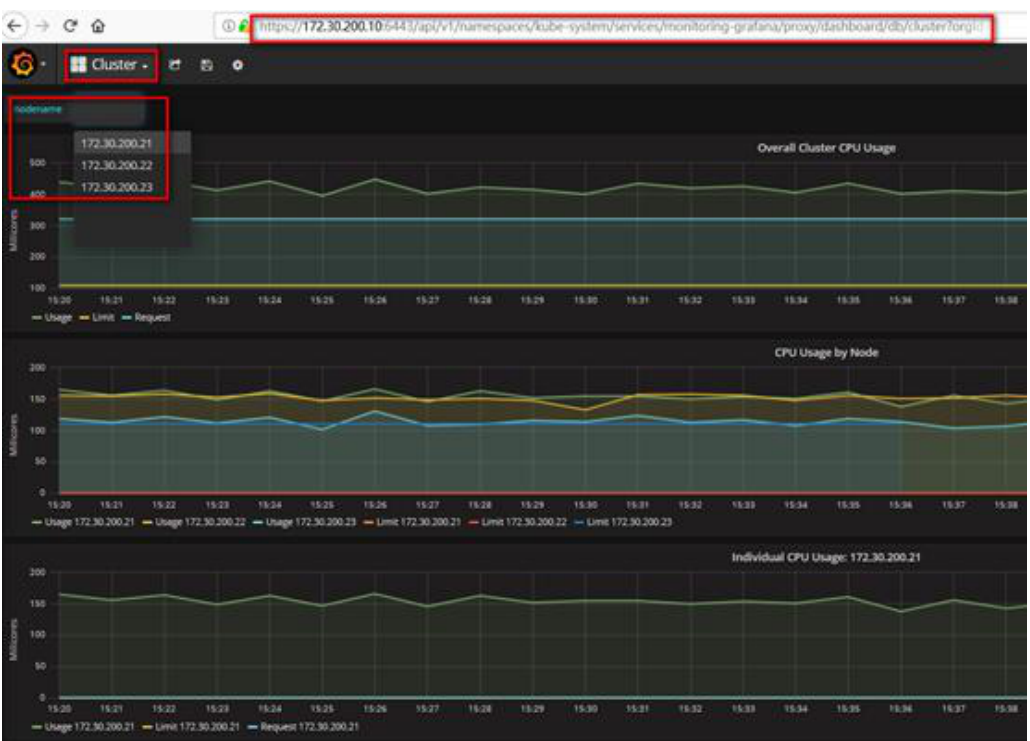 https://172.30.200.10:6443/api/v1/namespaces/kube-system/services/monitoring-grafana/proxy/dashboard/db/cluster?orgI
Cluster
nodename
172.30.200.21
172.30.200.22
172.30.200.23
Overall Cluster CPU Usage
500
400
300
200
100
Millicores
15:20 15:21 15:22 15:23 15:24 15:25 15:26 15:27 15:28 15:29 15:30 15:31 15:32 15:33 15:34 15:35 15:36 15:37 15:38
Usage Limit Request
CPU Usage by Node
200
150
100
50
0
Millicores
15:20 15:21 15:22 15:23 15:24 15:25 15:26 15:27 15:28 15:29 15:30 15:31 15:32 15:33 15:34 15:35 15:36 15:37 15:38
Usage 172.30.200.21 Usage 172.30.200.22 Usage 172.30.200.23 Limit 172.30.200.21 Limit 172.30.200.22 Limit 172.30.200.23
Individual CPU Usage: 172.30.200.21
200
150
100
50
0
Millicores
15:20 15:21 15:22 15:23 15:24 15:25 15:26 15:27 15:28 15:29 15:30 15:31 15:32 15:33 15:34 15:35 15:36 15:37 15:38
Usage 172.30.200.21 Limit 172.30.200.21 Request 172.30.200.21